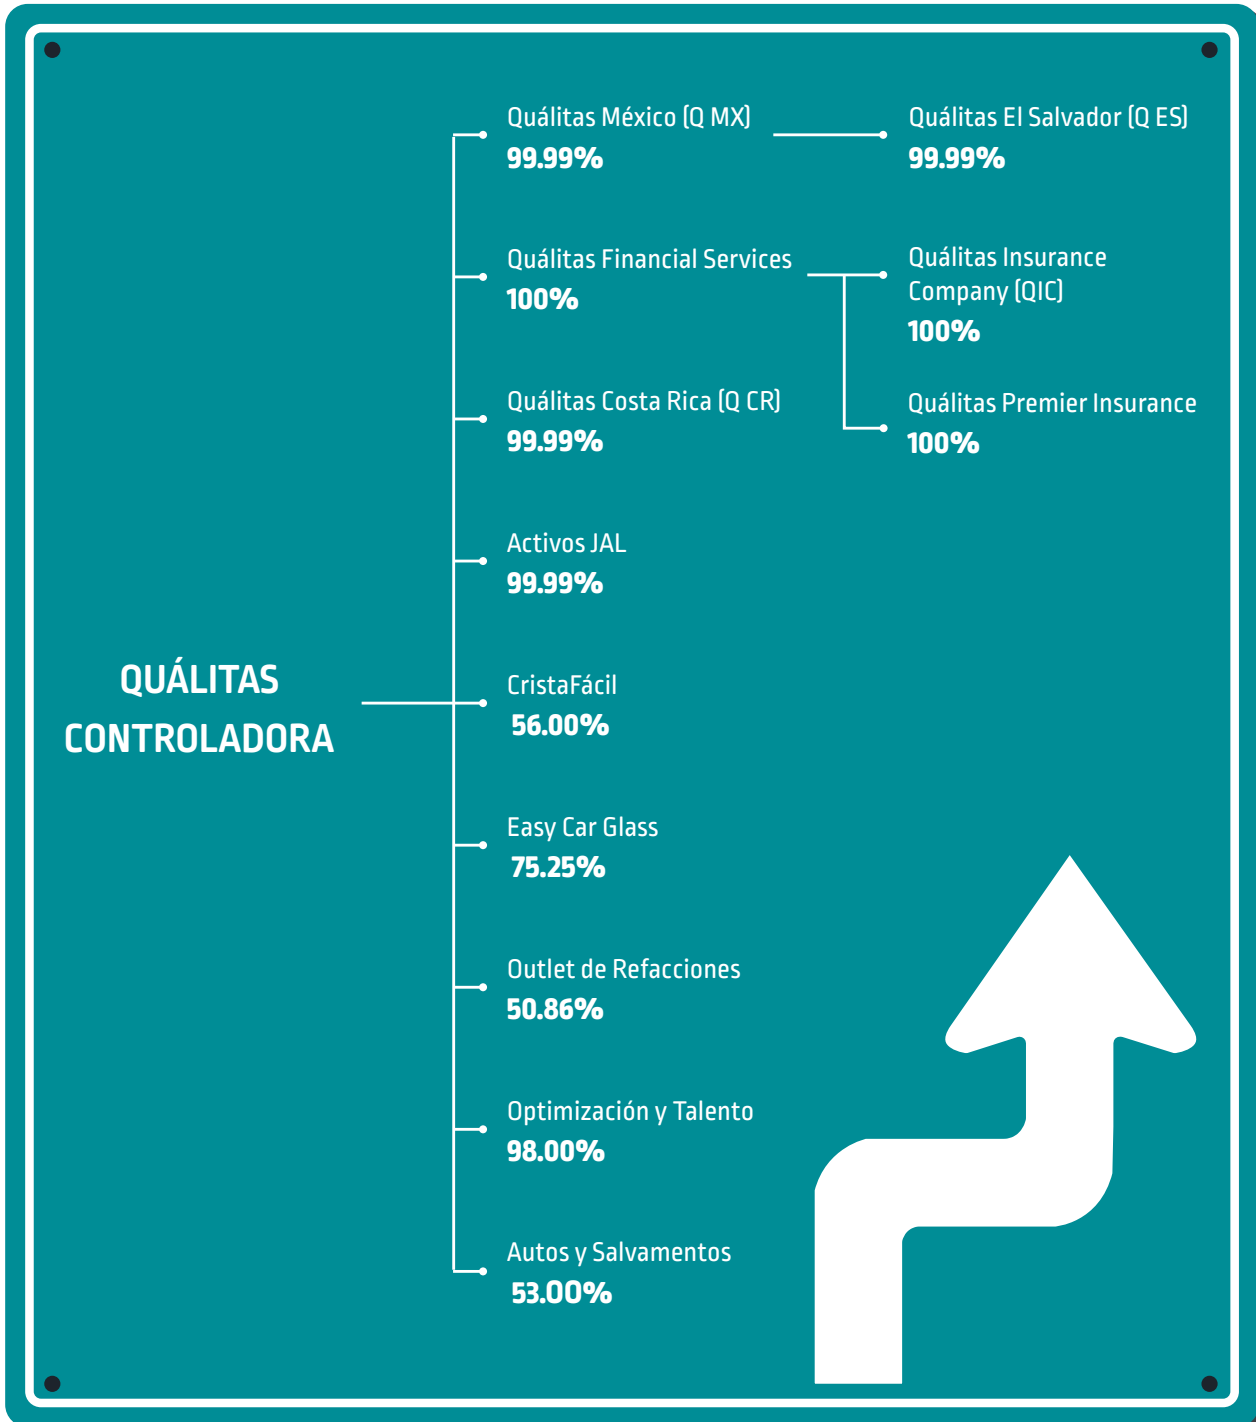 QUÁLITAS
CONTROLADORA
Quálitas México (Q MX)
99.99%
Quálitas El Salvador (Q ES)
99.99%
Quálitas Financial Services
100%
Quálitas Insurance
Company (QIC)
100%
Quálitas Premier Insurance
100%
Quálitas Costa Rica (Q CR)
99.99%
Activos JAL
99.99%
CristaFácil
56.00%
Easy Car Glass
75.25%
Outlet de Refacciones
50.86%
Optimización y Talento
98.00%
Autos y Salvamentos
53.00%